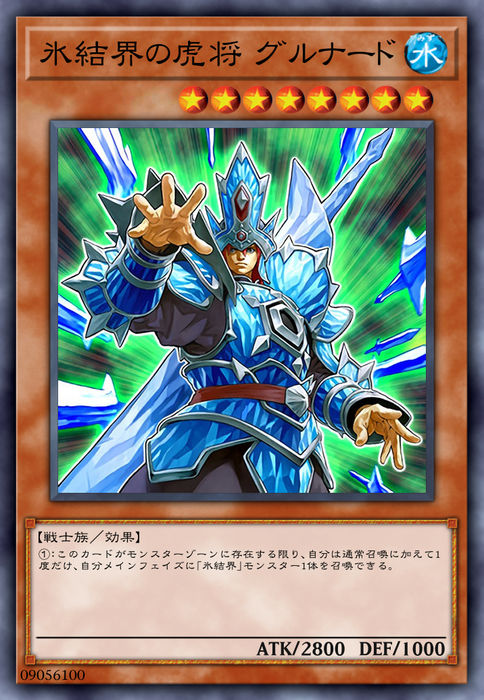 氷結界の虎将 グルナード
みず
水
【戦士族／効果】
①：このカードがモンスターゾーンに存在する限り、自分は通常召喚に加えて1
度だけ、自分メインフェイズに「氷結界」モンスター1体を召喚できる。
ATK/2800 DEF/1000
09056100